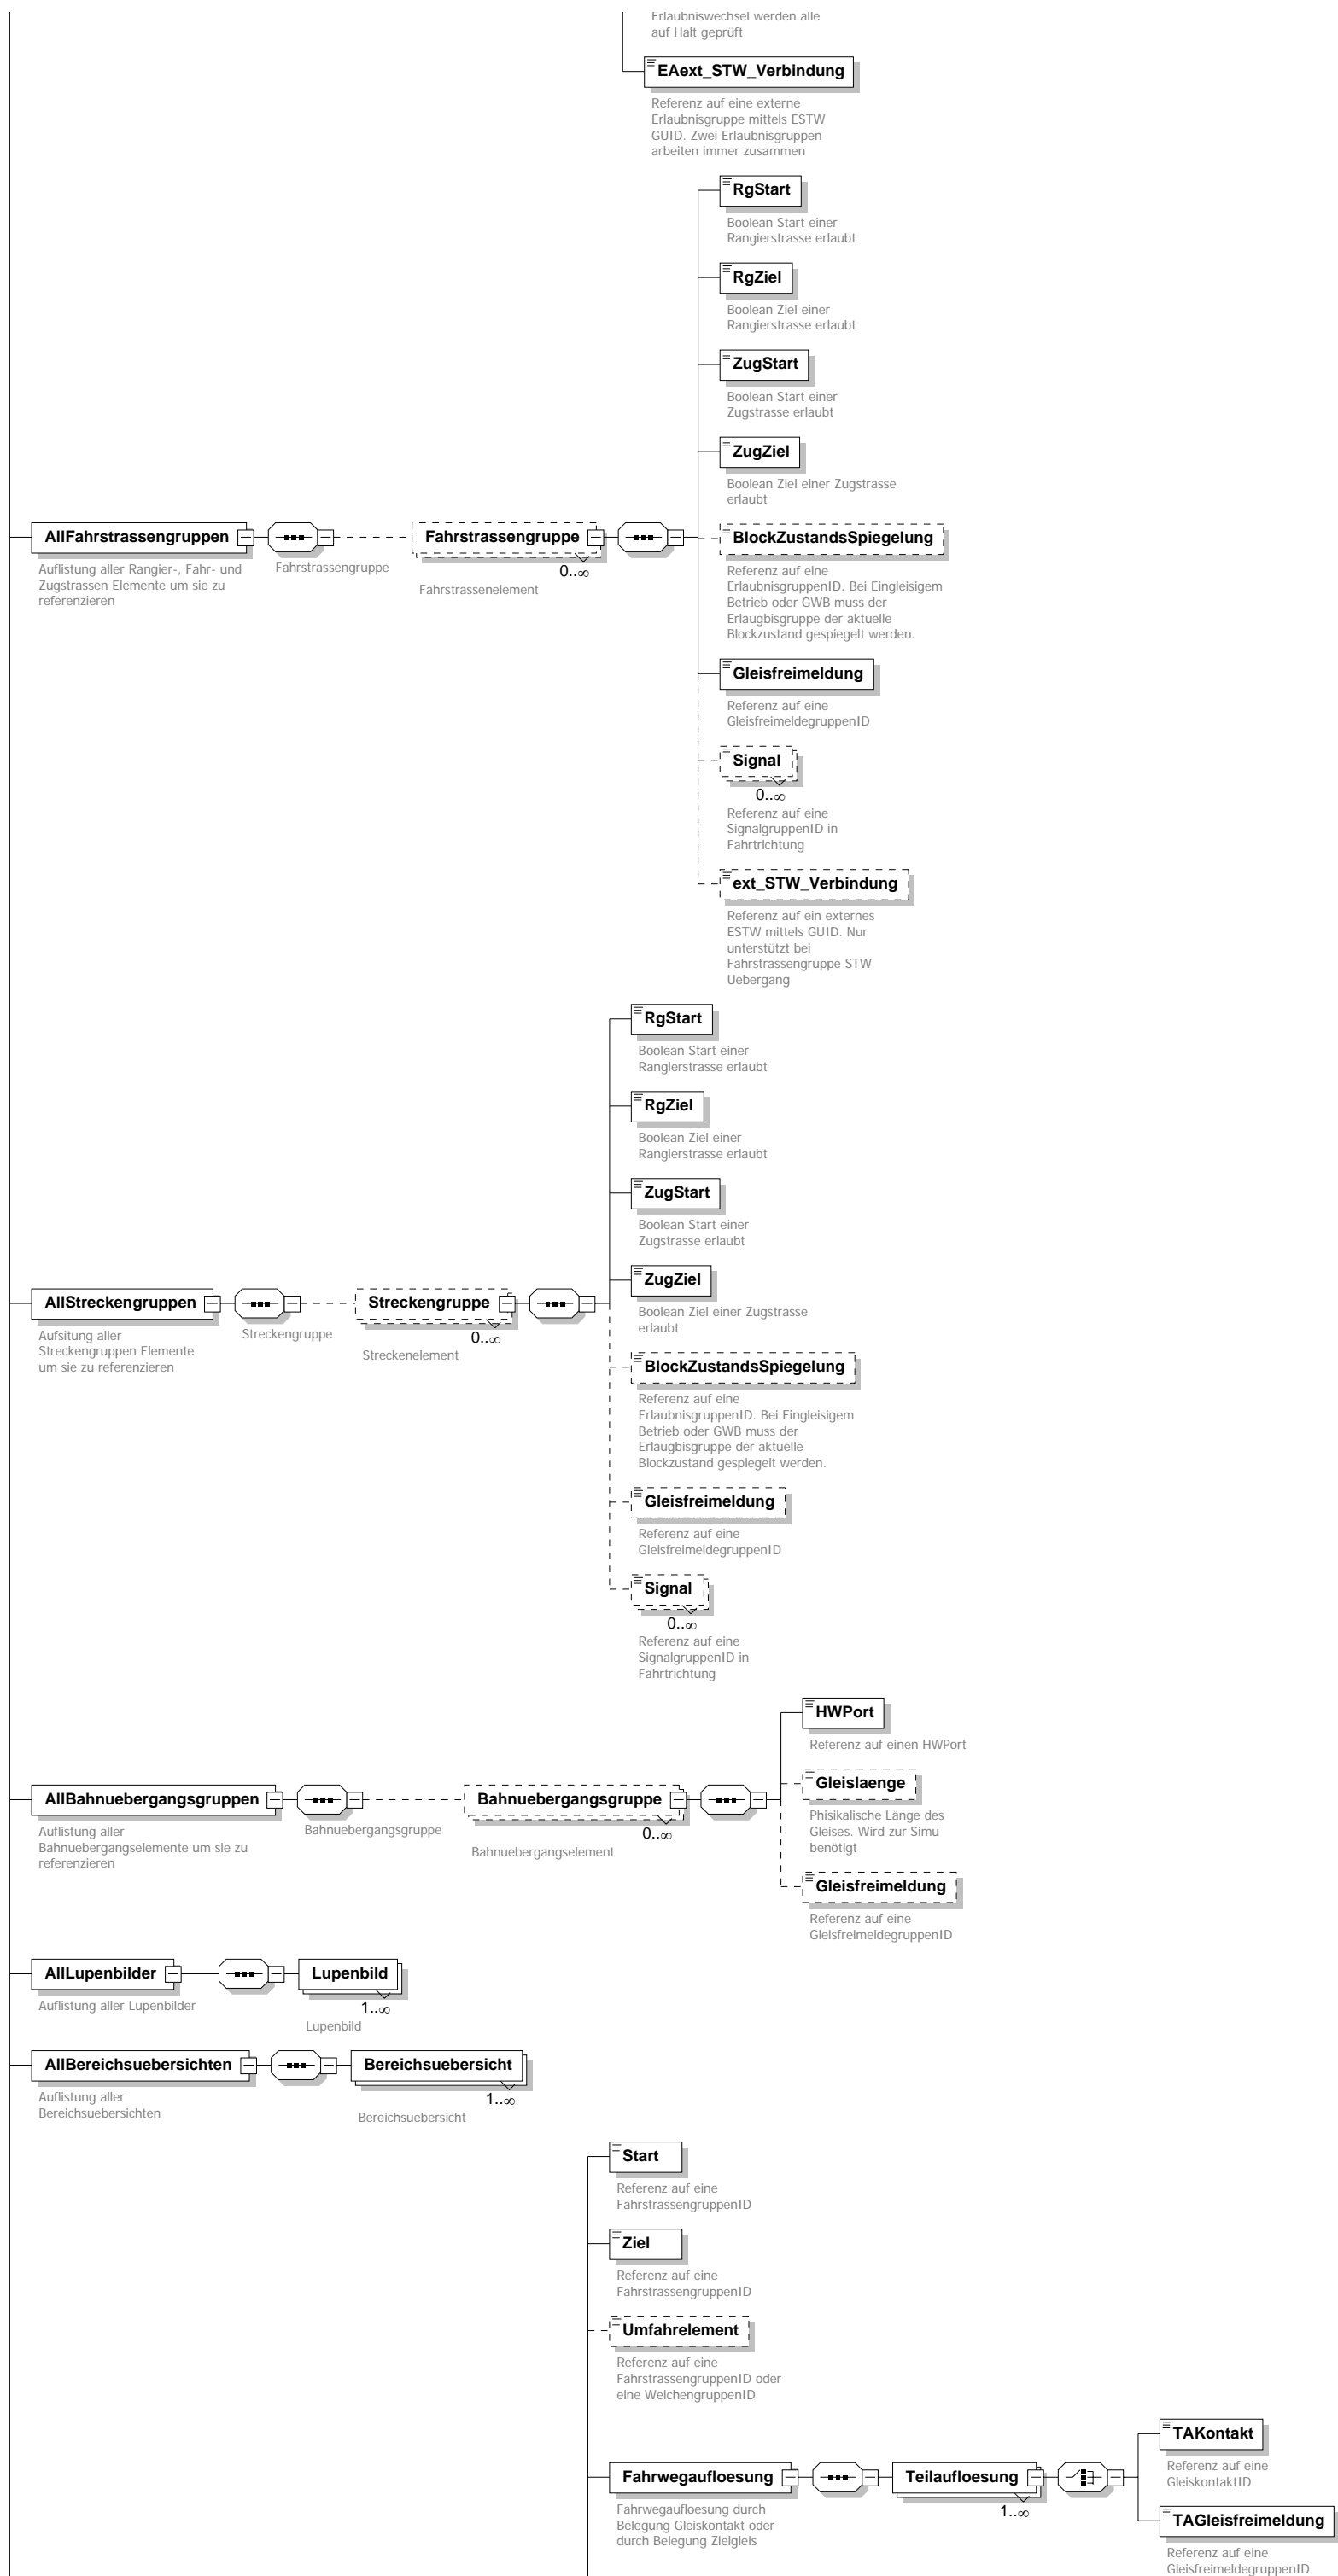 Erlaubniswechsel werden alle
auf Halt geprüft
EAext_STW_Verbindung
Referenz auf eine externe
Erlaubnisgruppe mittels ESTW
GUID. Zwei Erlaubnisgruppen
arbeiten immer zusammen
RgStart
Boolean Start einer
Rangierstrasse erlaubt
RgZiel
Boolean Ziel einer
Rangierstrasse erlaubt
ZugStart
Boolean Start einer
Zugstrasse erlaubt
ZugZiel
Boolean Ziel einer Zugstrasse
erlaubt
AllFahrstrassengruppen
Auflistung aller Rangier-, Fahr- und
Zugstrassen Elemente um sie zu
referenzieren
Fahrstrassengruppe
Fahrstrassengruppe
0..∞
Fahrstrassenelement
BlockZustandsSpiegelung
Referenz auf eine
ErlaubnisgruppenID. Bei Eingleisigem
Betrieb oder GWB muss der
Erlaugbisgruppe der aktuelle
Blockzustand gespiegelt werden.
Gleisfreimeldung
Referenz auf eine
GleisfreimeldegruppenID
Signal
0..∞
Referenz auf eine
SignalgruppenID in
Fahrtrichtung
ext_STW_Verbindung
Referenz auf ein externes
ESTW mittels GUID. Nur
unterstützt bei
Fahrstrassengruppe STW
Uebergang
RgStart
Boolean Start einer
Rangierstrasse erlaubt
RgZiel
Boolean Ziel einer
Rangierstrasse erlaubt
ZugStart
Boolean Start einer
Zugstrasse erlaubt
ZugZiel
Boolean Ziel einer Zugstrasse
erlaubt
AllStreckengruppen
Aufsitung aller
Streckengruppen Elemente
um sie zu referenzieren
Streckengruppe
Streckengruppe
0..∞
Streckenelement
BlockZustandsSpiegelung
Referenz auf eine
ErlaubnisgruppenID. Bei Eingleisigem
Betrieb oder GWB muss der
Erlaugbisgruppe der aktuelle
Blockzustand gespiegelt werden.
Gleisfreimeldung
Referenz auf eine
GleisfreimeldegruppenID
Signal
0..∞
Referenz auf eine
SignalgruppenID in
Fahrtrichtung
HWPort
Referenz auf einen HWPort
AllBahnuebergangsgruppen
Auflistung aller
Bahnuebergangselemente um sie zu
referenzieren
Bahnuebergangsgruppe
Bahnuebergangsgruppe
0..∞
Bahnuebergangselement
Gleislaenge
Phisikalische Länge des
Gleises. Wird zur Simu
benötigt
Gleisfreimeldung
Referenz auf eine
GleisfreimeldegruppenID
AllLupenbilder
Auflistung aller Lupenbilder
Lupenbild
1..∞
Lupenbild
AllBereichsuebersichten
Auflistung aller
Bereichsuebersichten
Bereichsuebersicht
1..∞
Bereichsuebersicht
Start
Referenz auf eine
FahrstrassengruppenID
Ziel
Referenz auf eine
FahrstrassengruppenID
Umfahrelement
Referenz auf eine
FahrstrassengruppenID oder
eine WeichengruppenID
Fahrwegaufloesung
Fahrwegaufloesung durch
Belegung Gleiskontakt oder
durch Belegung Zielgleis
Teilaufloesung
1..∞
TAKontakt
Referenz auf eine
GleiskontaktID
TAGleisfreimeldung
Referenz auf eine
GleisfreimeldegruppenID